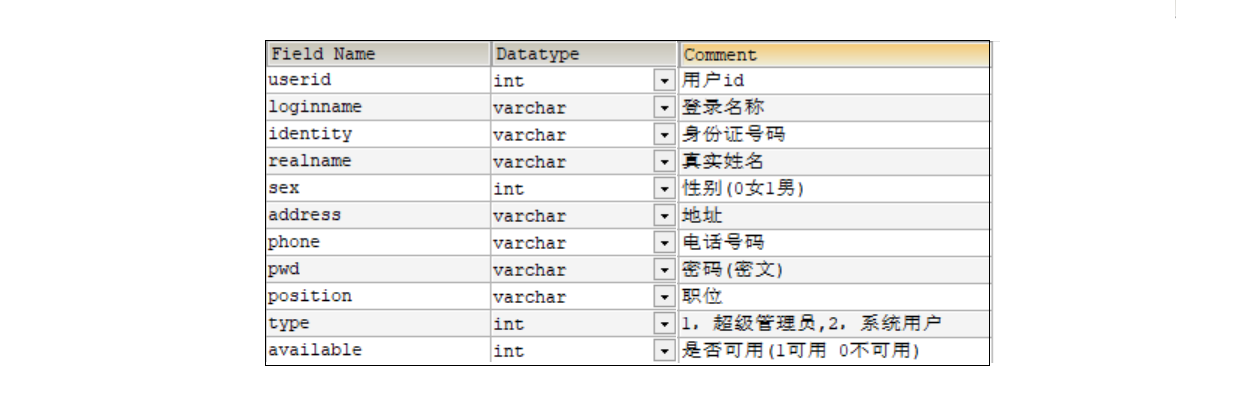 Field Name Datatype Comment
userid int 用户id
loginname varchar 登录名称
identity varchar 身份证号码
realname varchar 真实姓名
sex int 性别(0女1男)
address varchar 地址
phone varchar 电话号码
pwd varchar 密码(密文)
position varchar 职位
type int 1，超级管理员,2，系统用户
available int 是否可用(1可用 0不可用)